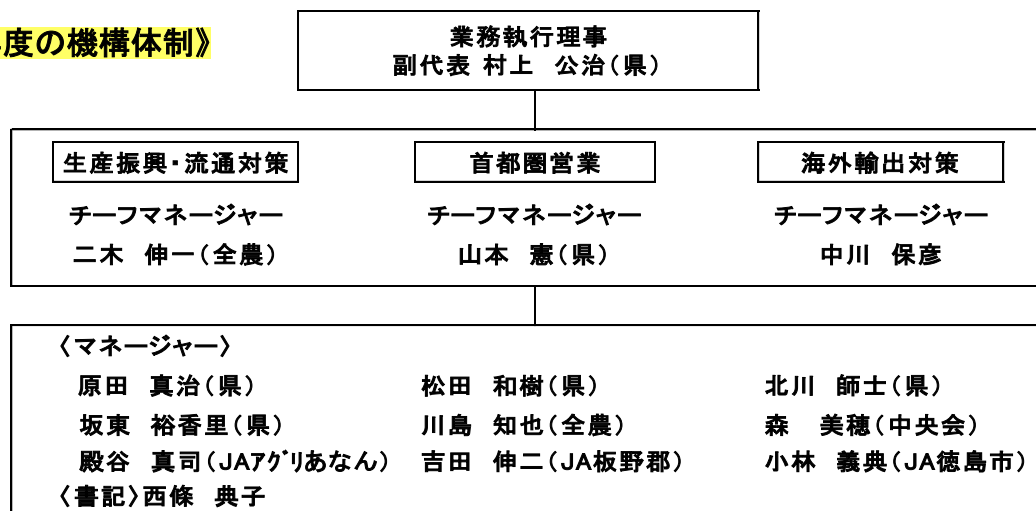 度の機構体制》
業務執行理事
副代表 村上 公治(県)
生産振興・流通対策 首都圏営業 海外輸出対策
チーフマネージャー チーフマネージャー チーフマネージャー
二木 伸一(全農) 山本 憲(県) 中川 保彦
〈マネージャー〉
原田 真治(県) 松田 和樹(県) 北川 師士(県)
坂東 裕香里(県) 川島 知也(全農) 森 美穂(中央会)
殿谷 真司(JAｱｸﾞﾘあなん) 吉田 伸二(JA板野郡) 小林 義典(JA徳島市)
〈書記〉西條 典子